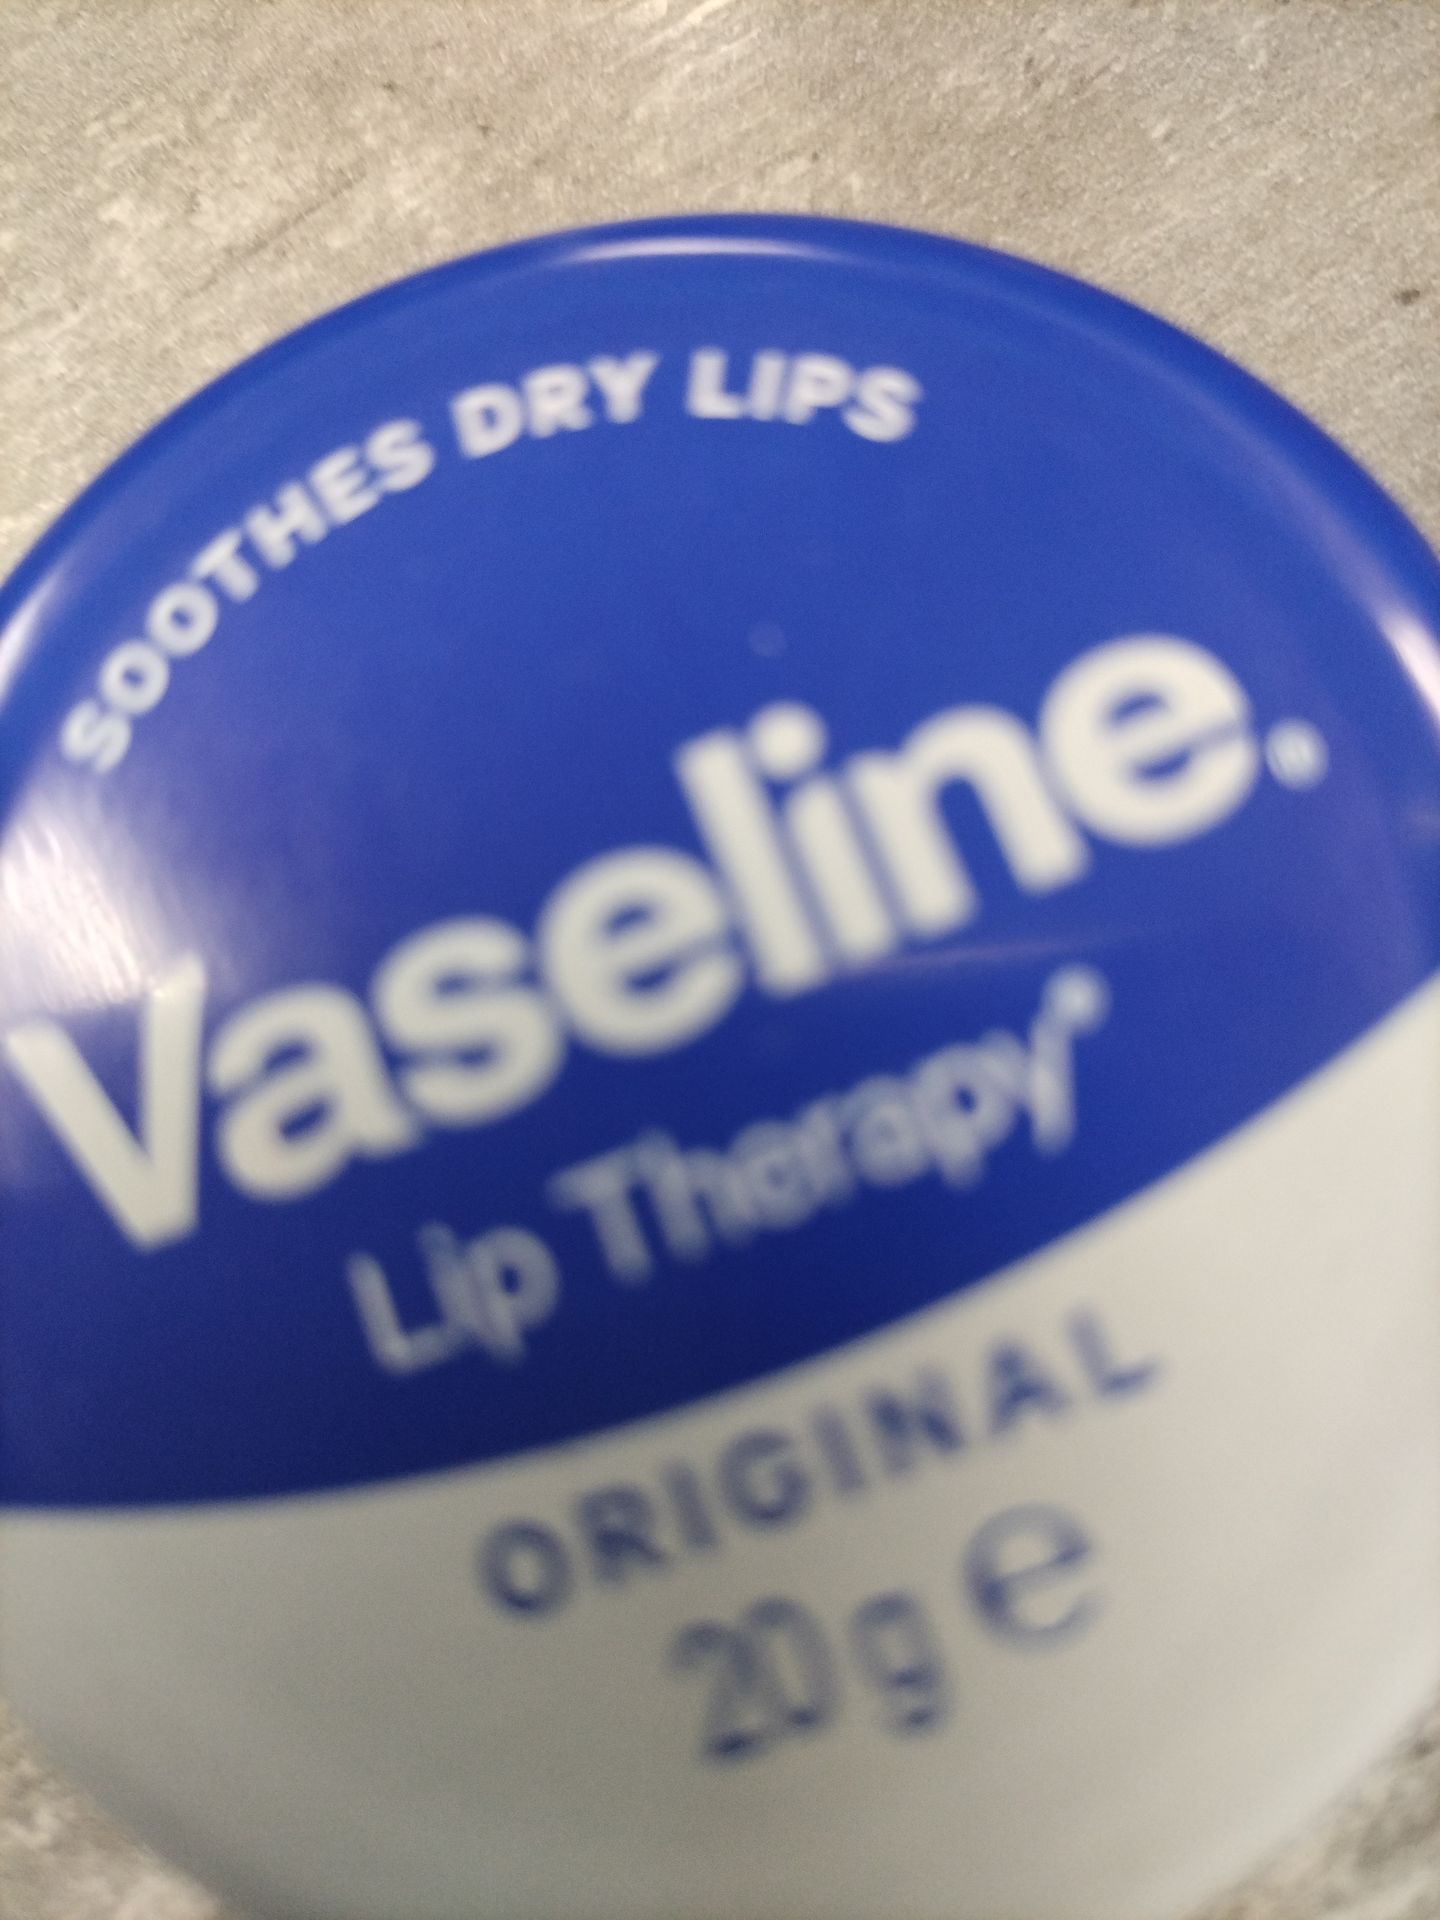 SOOTHES DRY LIPS
Vaseline®
Lip Therapy®
ORIGINAL
20g e